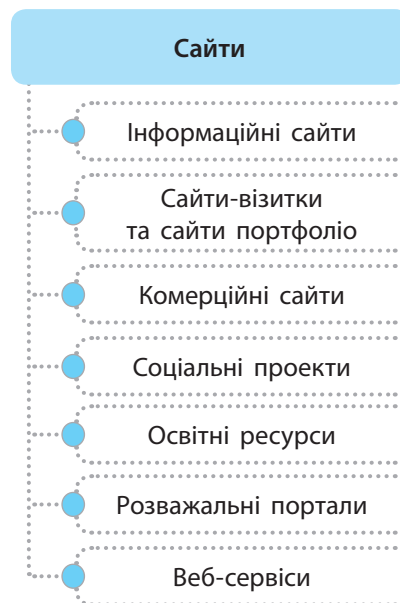 Сайти
Інформаційні сайти
Сайти-візитки
та сайти портфоліо
Комерційні сайти
Соціальні проекти
Освітні ресурси
Розважальні портали
Веб-сервіси